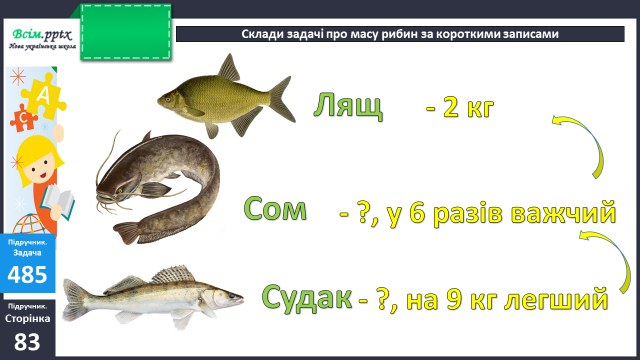 Всім.pptx
Нова українська школа
Склади задачі про масу рибин за короткими записами
Лящ - 2 кг
Сом - ?, у 6 разів важчий
Судак - ?, на 9 кг легший
А
С
Підручник.
Задача
485
Підручник.
Сторінка
83